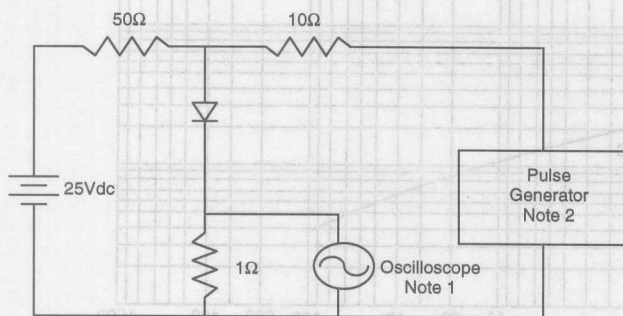 50Ω
10Ω
25Vdc
Pulse
Generator
Note 2
1Ω
Oscilloscope
Note 1